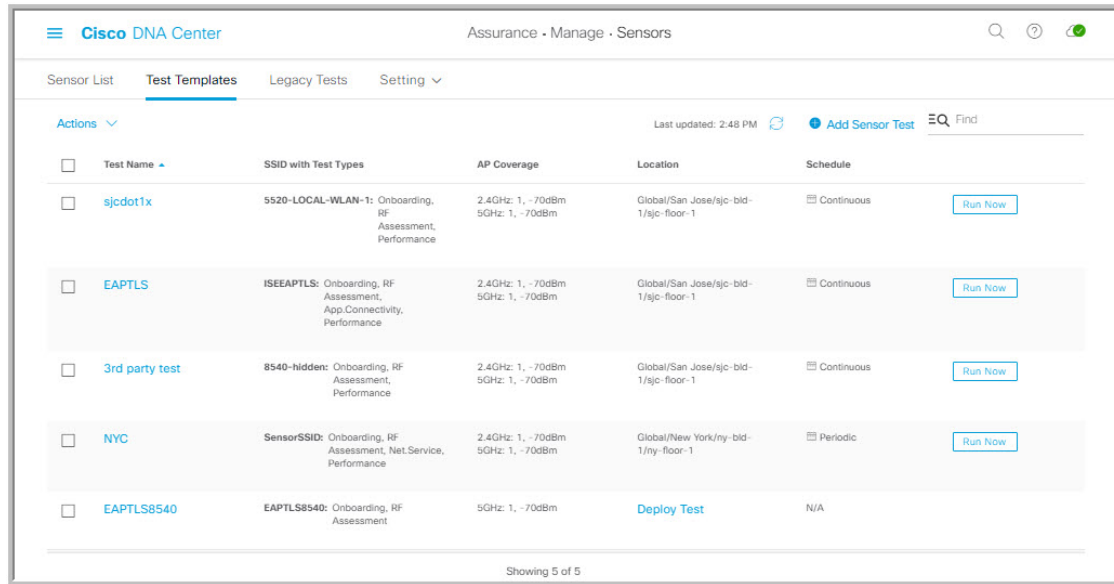 Cisco DNA Center
Assurance · Manage · Sensors
Sensor List
Test Templates
Legacy Tests
Setting
Actions
Last updated: 2:48 PM
Add Sensor Test
Find
Test Name
SSID with Test Types
AP Coverage
Location
Schedule
sjcdot1x
5520-LOCAL-WLAN-1: Onboarding,
RF
Assessment,
Performance
2.4GHz: 1, -70dBm
5GHz: 1, -70dBm
Global/San Jose/sjc-bld-
1/sjc-floor-1
Continuous
Run Now
EAPTLS
ISEEAPTLS: Onboarding, RF
Assessment,
App.Connectivity,
Performance
2.4GHz: 1, -70dBm
5GHz: 1, -70dBm
Global/San Jose/sjc-bld-
1/sjc-floor-1
Continuous
Run Now
3rd party test
8540-hidden: Onboarding, RF
Assessment,
Performance
2.4GHz: 1, -70dBm
5GHz: 1, -70dBm
Global/San Jose/sjc-bld-
1/sjc-floor-1
Continuous
Run Now
NYC
SensorSSID: Onboarding, RF
Assessment, Net.Service,
Performance
2.4GHz: 1, -70dBm
5GHz: 1, -70dBm
Global/New York/ny-bld-
1/ny-floor-1
Periodic
Run Now
EAPTLS8540
EAPTLS8540: Onboarding, RF
Assessment
5GHz: 1, -70dBm
Deploy Test
N/A
Showing 5 of 5